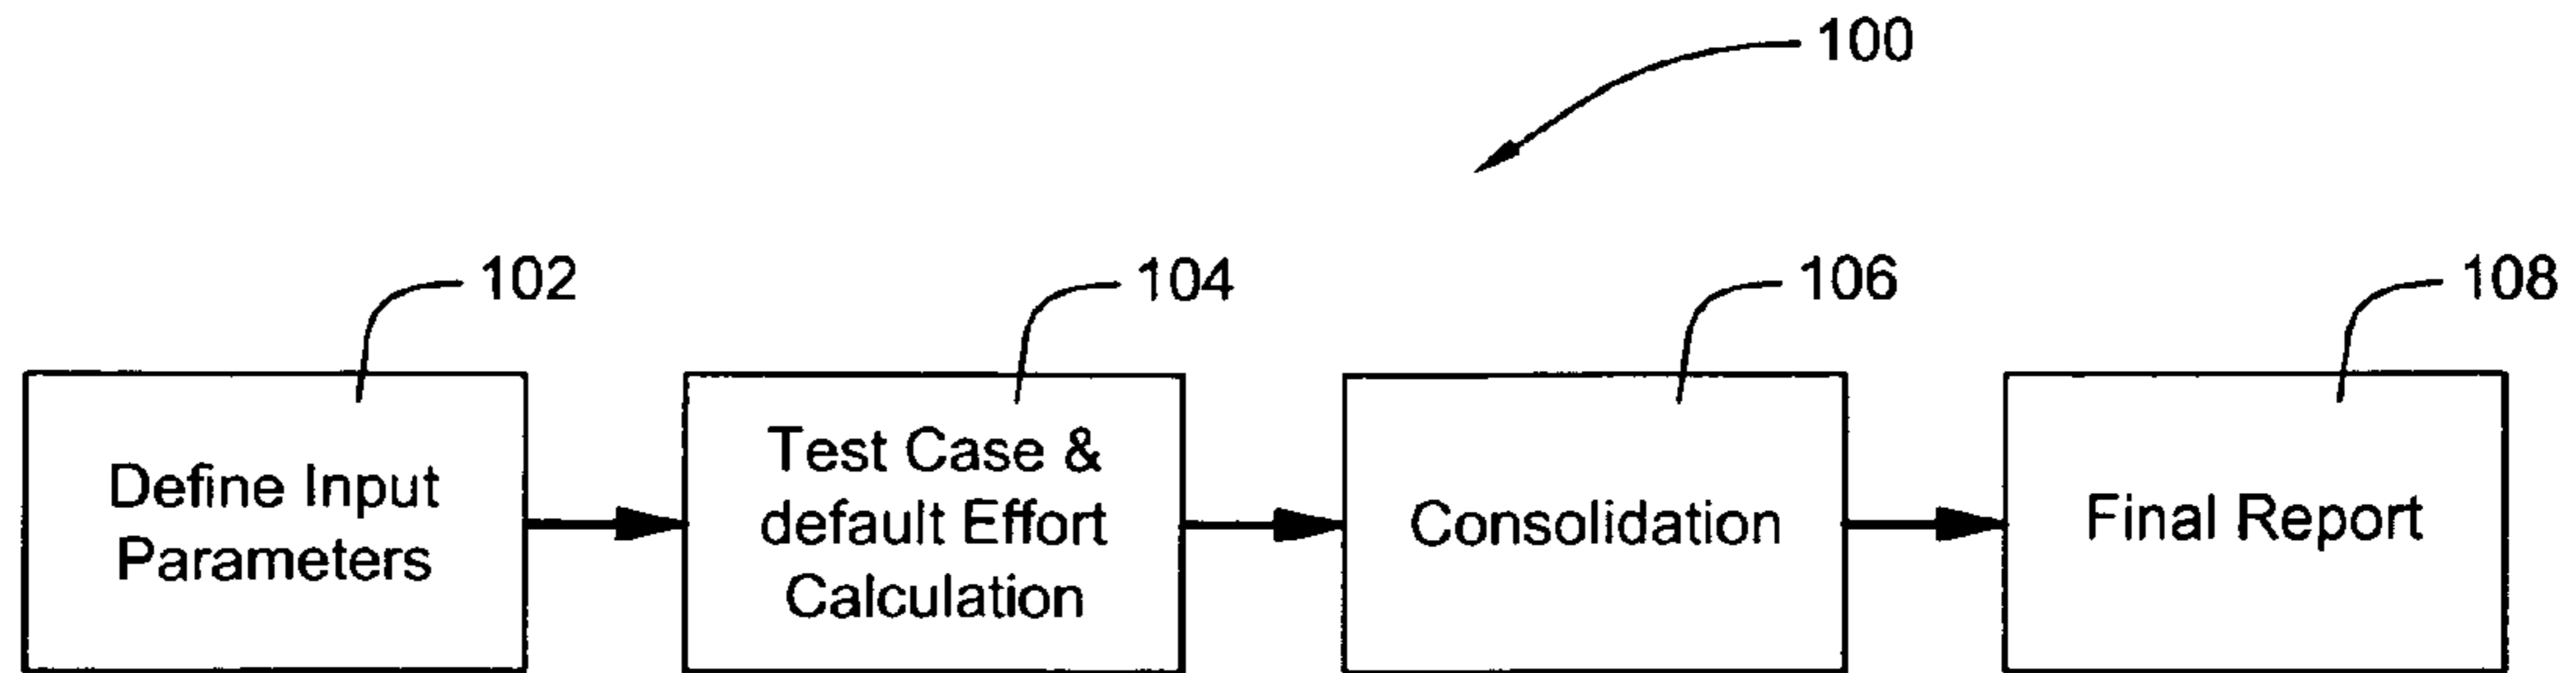 100
102
104
106
108
Define Input
Parameters
Test Case &
default Effort
Calculation
Consolidation
Final Report